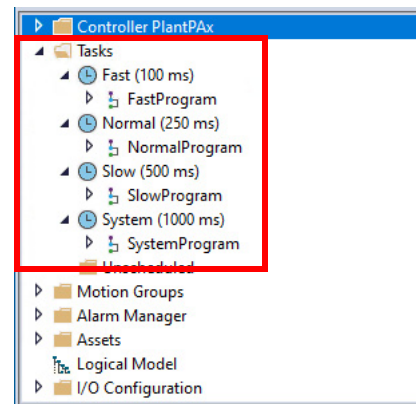 Controller PlantPAx
Tasks
Fast (100 ms)
FastProgram
Normal (250 ms)
NormalProgram
Slow (500 ms)
SlowProgram
System (1000 ms)
SystemProgram
Unscheduled
Motion Groups
Alarm Manager
Assets
Logical Model
I/O Configuration